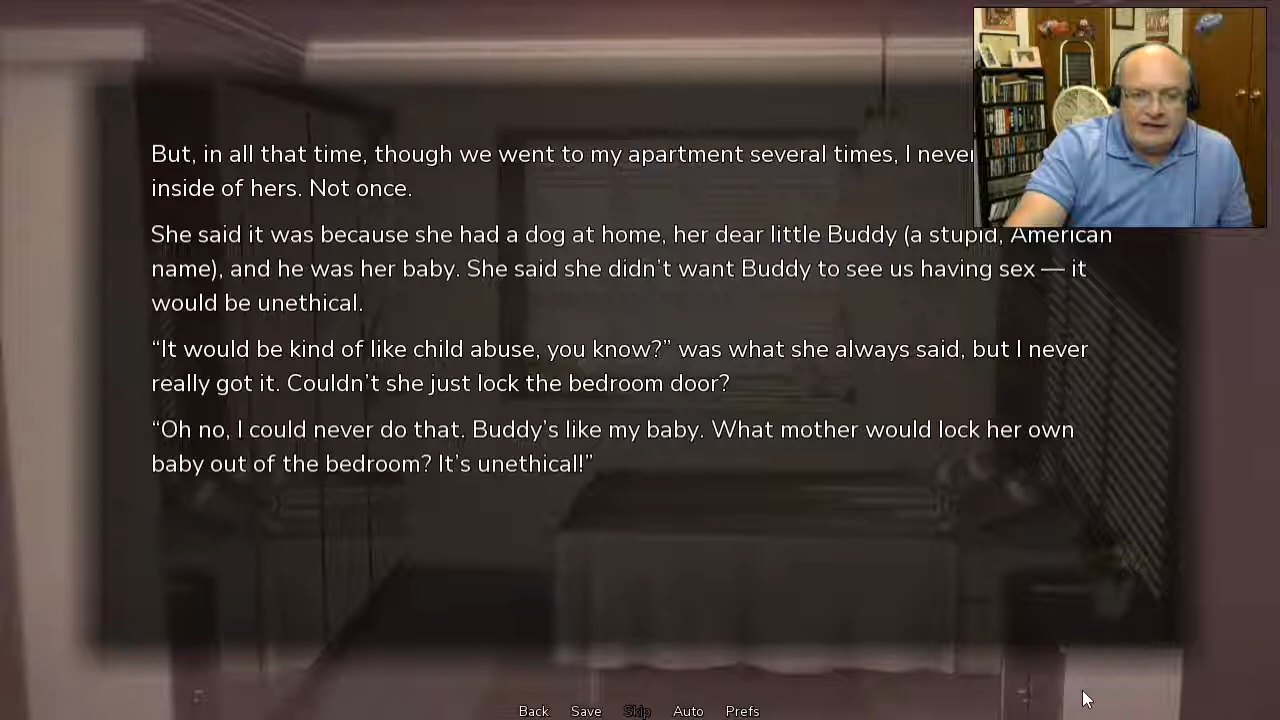 But, in all that time, though we went to my apartment several times, I never
inside of hers. Not once.
She said it was because she had a dog at home, her dear little Buddy (a stupid, American
name), and he was her baby. She said she didn’t want Buddy to see us having sex — it
would be unethical.
“It would be kind of like child abuse, you know?” was what she always said, but I never
really got it. Couldn’t she just lock the bedroom door?
“Oh no, I could never do that. Buddy’s like my baby. What mother would lock her own
baby out of the bedroom? It’s unethical!”
Back Save Skip Auto Prefs